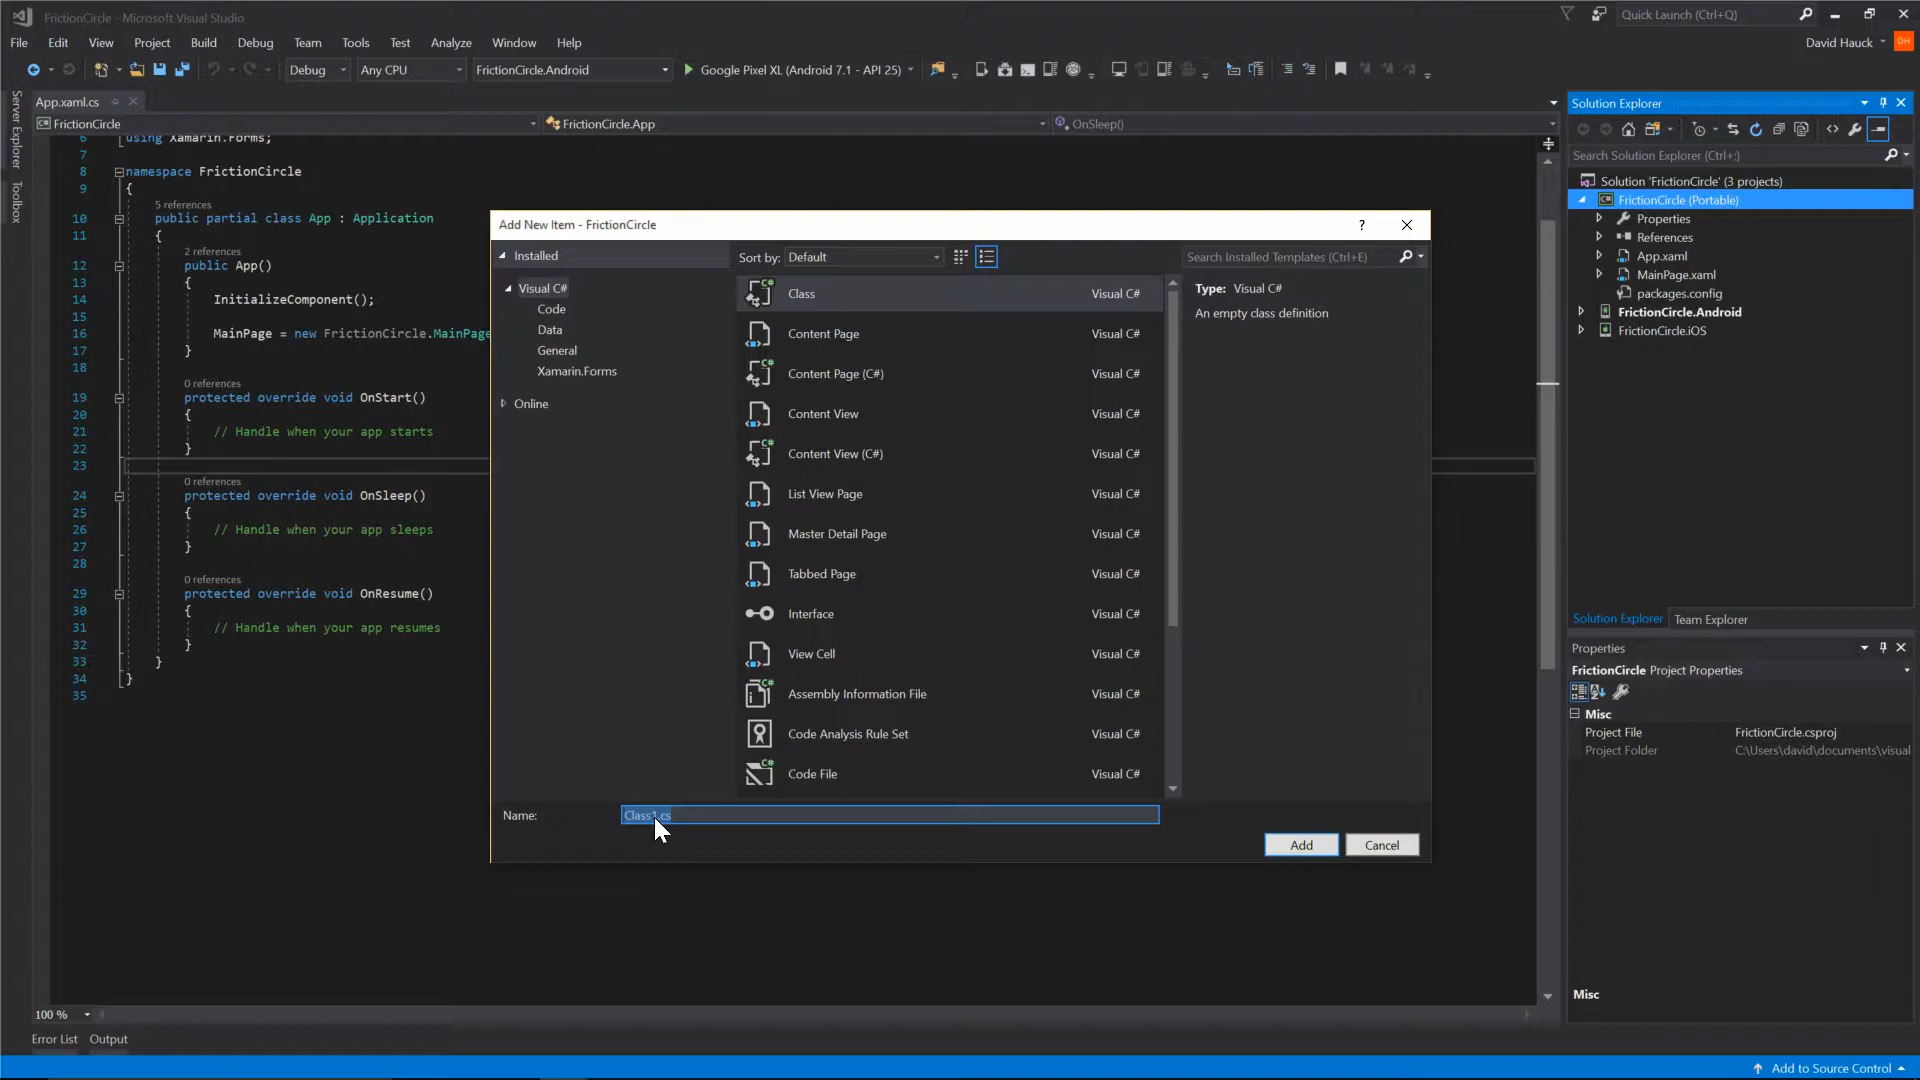 FrictionCircle - Microsoft Visual Studio
Quick Launch (Ctrl+Q)
File Edit View Project Build Debug Team Tools Test Analyze Window Help
David Hauck DH
Debug Any CPU FrictionCircle.Android Google Pixel XL (Android 7.1 - API 25)
Server Explorer
Toolbox
App.xaml.cs
FrictionCircle FrictionCircle.App OnSleep()
6 using Xamarin.Forms;
7
8 namespace FrictionCircle
9 {
5 references
10 public partial class App : Application
11 {
2 references
12 public App()
13 {
14 InitializeComponent();
15
16 MainPage = new FrictionCircle.MainPage
17 }
18
0 references
19 protected override void OnStart()
20 {
21 // Handle when your app starts
22 }
23
0 references
24 protected override void OnSleep()
25 {
26 // Handle when your app sleeps
27 }
28
0 references
29 protected override void OnResume()
30 {
31 // Handle when your app resumes
32 }
33 }
34 }
35
100 %
Error List Output
Add New Item - FrictionCircle ?
Installed
Sort by: Default
Search Installed Templates (Ctrl+E)
Visual C#
Code
Data
General
Xamarin.Forms
Online
Class Visual C#
Content Page Visual C#
Content Page (C#) Visual C#
Content View Visual C#
Content View (C#) Visual C#
List View Page Visual C#
Master Detail Page Visual C#
Tabbed Page Visual C#
Interface Visual C#
View Cell Visual C#
Assembly Information File Visual C#
Code Analysis Rule Set Visual C#
Code File Visual C#
Type: Visual C#
An empty class definition
Name: Class1.cs
Add Cancel
Solution Explorer
Search Solution Explorer (Ctrl+;)
Solution 'FrictionCircle' (3 projects)
FrictionCircle (Portable)
Properties
References
App.xaml
MainPage.xaml
packages.config
FrictionCircle.Android
FrictionCircle.iOS
Solution Explorer Team Explorer
Properties
FrictionCircle Project Properties
Misc
Project File FrictionCircle.csproj
Project Folder C:\Users\david\documents\visual
Misc
Add to Source Control